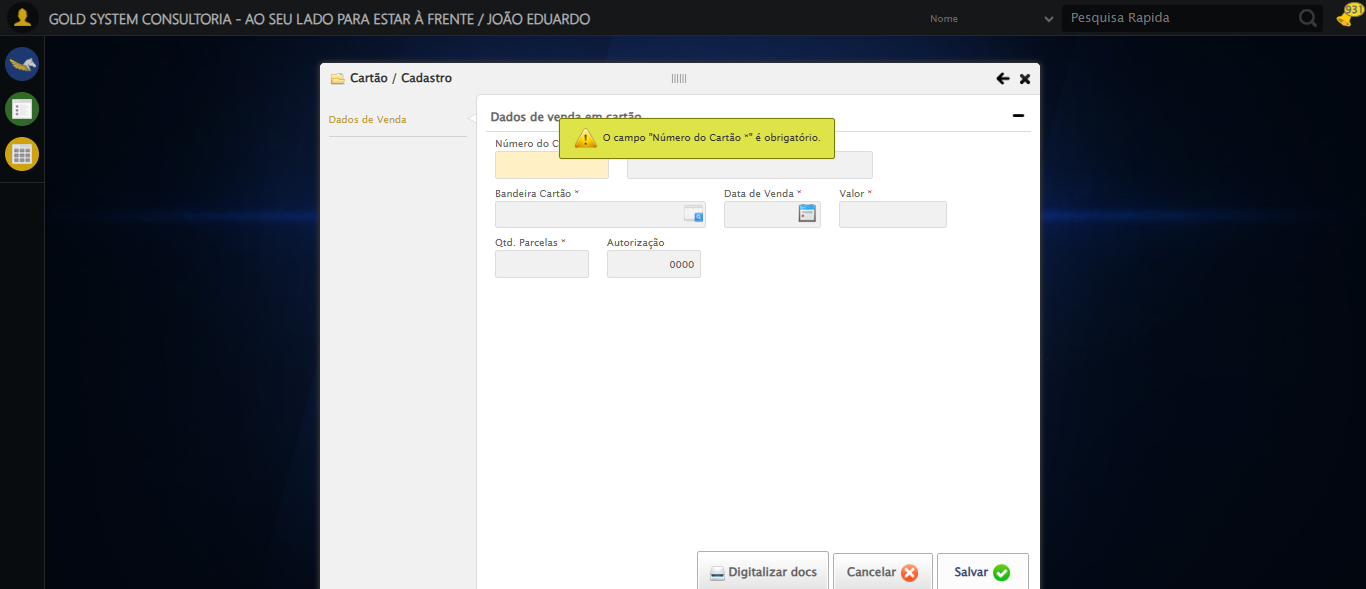 GOLD SYSTEM CONSULTORIA - AO SEU LADO PARA ESTAR À FRENTE / JOÃO EDUARDO
Nome
Pesquisa Rapida
931
Cartão / Cadastro
Dados de Venda
Dados de venda em cartão
O campo "Número do Cartão *" é obrigatório.
Número do C
Bandeira Cartão *
Data de Venda *
Valor *
Qtd. Parcelas *
Autorização
0000
Digitalizar docs
Cancelar
Salvar